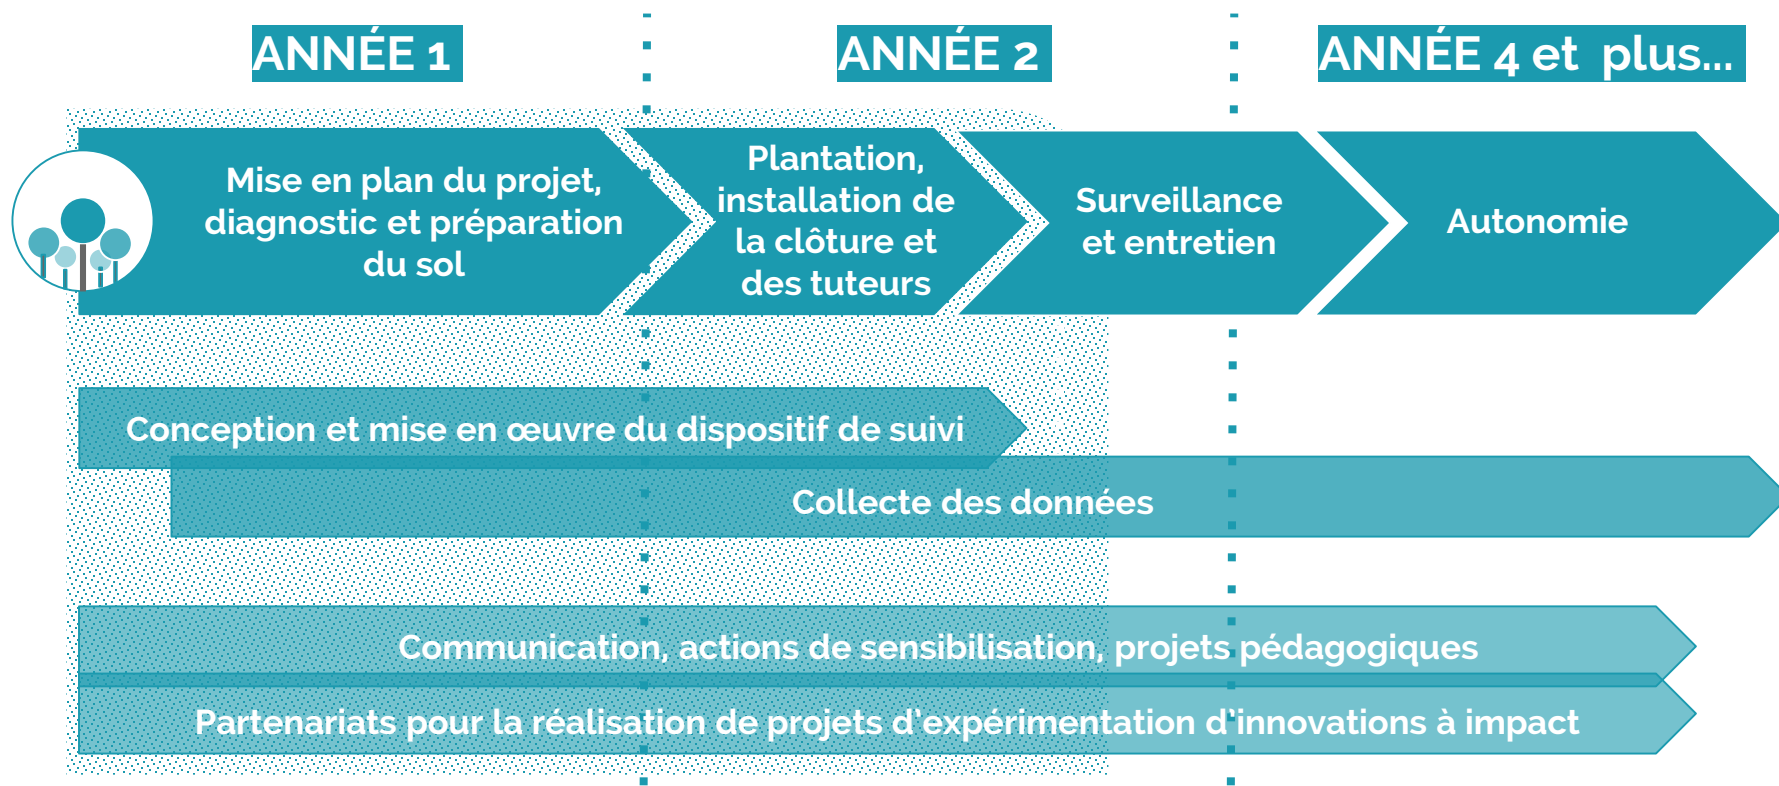 ANNÉE 1
ANNÉE 2
ANNÉE 4 et plus...
Mise en plan du projet,
diagnostic et préparation
du sol
Plantation,
installation de
la clôture et
des tuteurs
Surveillance
et entretien
Autonomie
Conception et mise en œuvre du dispositif de suivi
Collecte des données
Communication, actions de sensibilisation, projets pédagogiques
Partenariats pour la réalisation de projets d'expérimentation d'innovations à impact